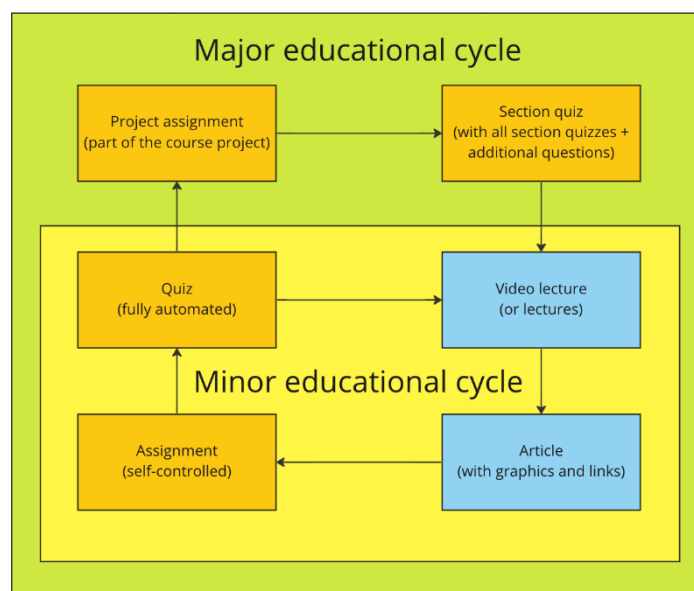 Major educational cycle
Project assignment
(part of the course project)
Section quiz
(with all section quizzes +
additional questions)
Quiz
(fully automated)
Video lecture
(or lectures)
Minor educational cycle
Assignment
(self-controlled)
Article
(with graphics and links)